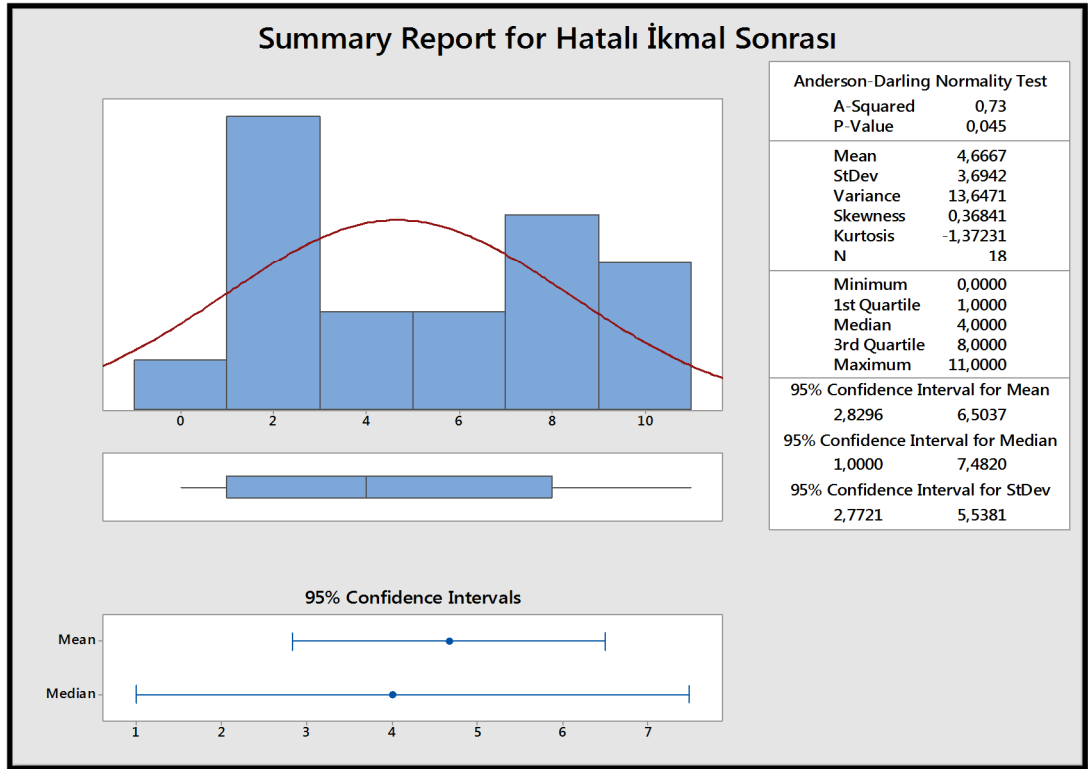 Summary Report for Hatalı İkmal Sonrası
0 2 4 6 8 10
95% Confidence Intervals
Mean
Median
1 2 3 4 5 6 7
Anderson-Darling Normality Test
A-Squared 0,73
P-Value 0,045
Mean 4,6667
StDev 3,6942
Variance 13,6471
Skewness 0,36841
Kurtosis -1,37231
N 18
Minimum 0,0000
1st Quartile 1,0000
Median 4,0000
3rd Quartile 8,0000
Maximum 11,0000
95% Confidence Interval for Mean
2,8296 6,5037
95% Confidence Interval for Median
1,0000 7,4820
95% Confidence Interval for StDev
2,7721 5,5381